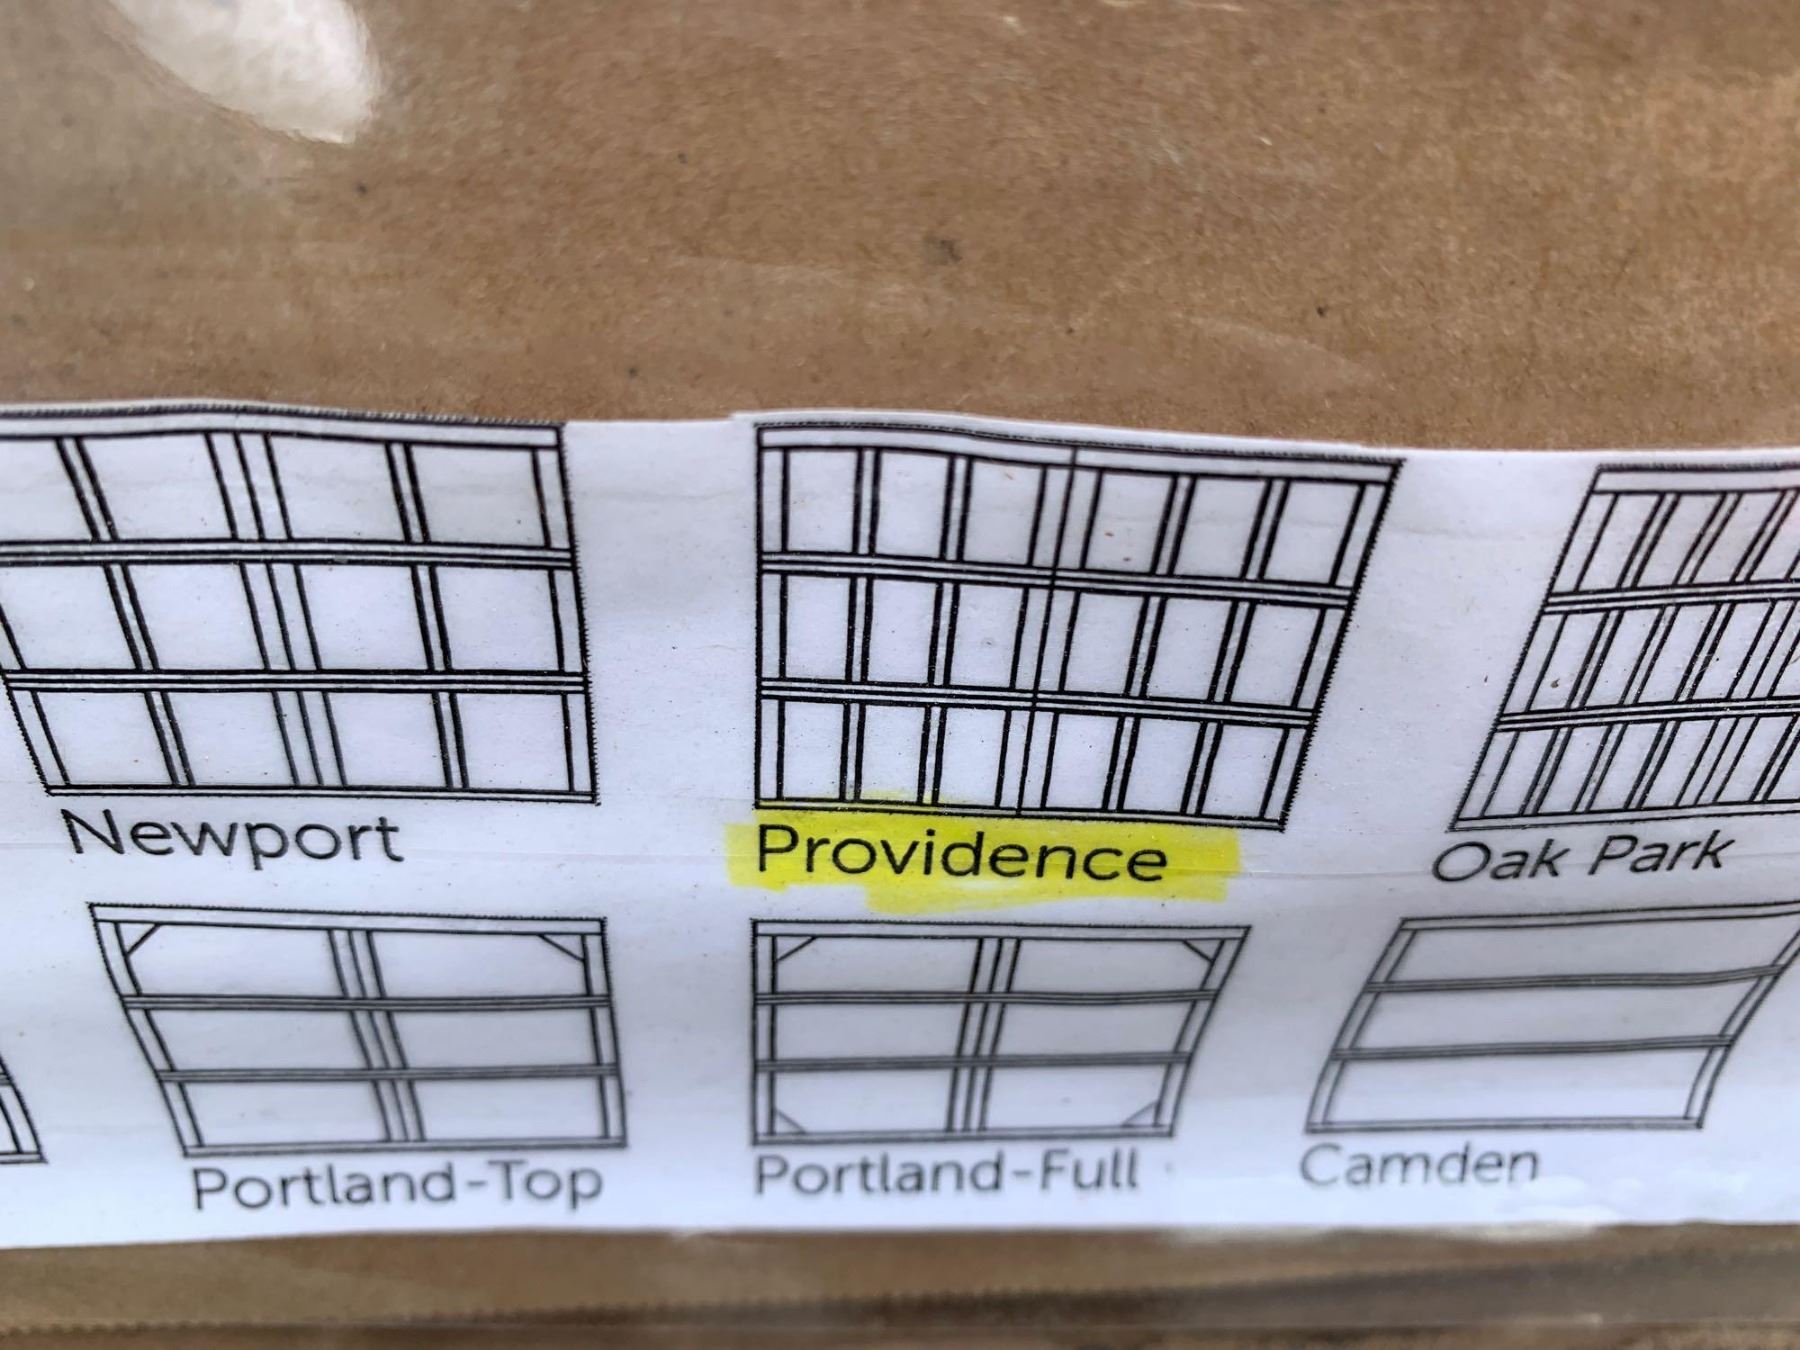 Newport
Providence
Oak Park
Portland-Top
Portland-Full
Camden